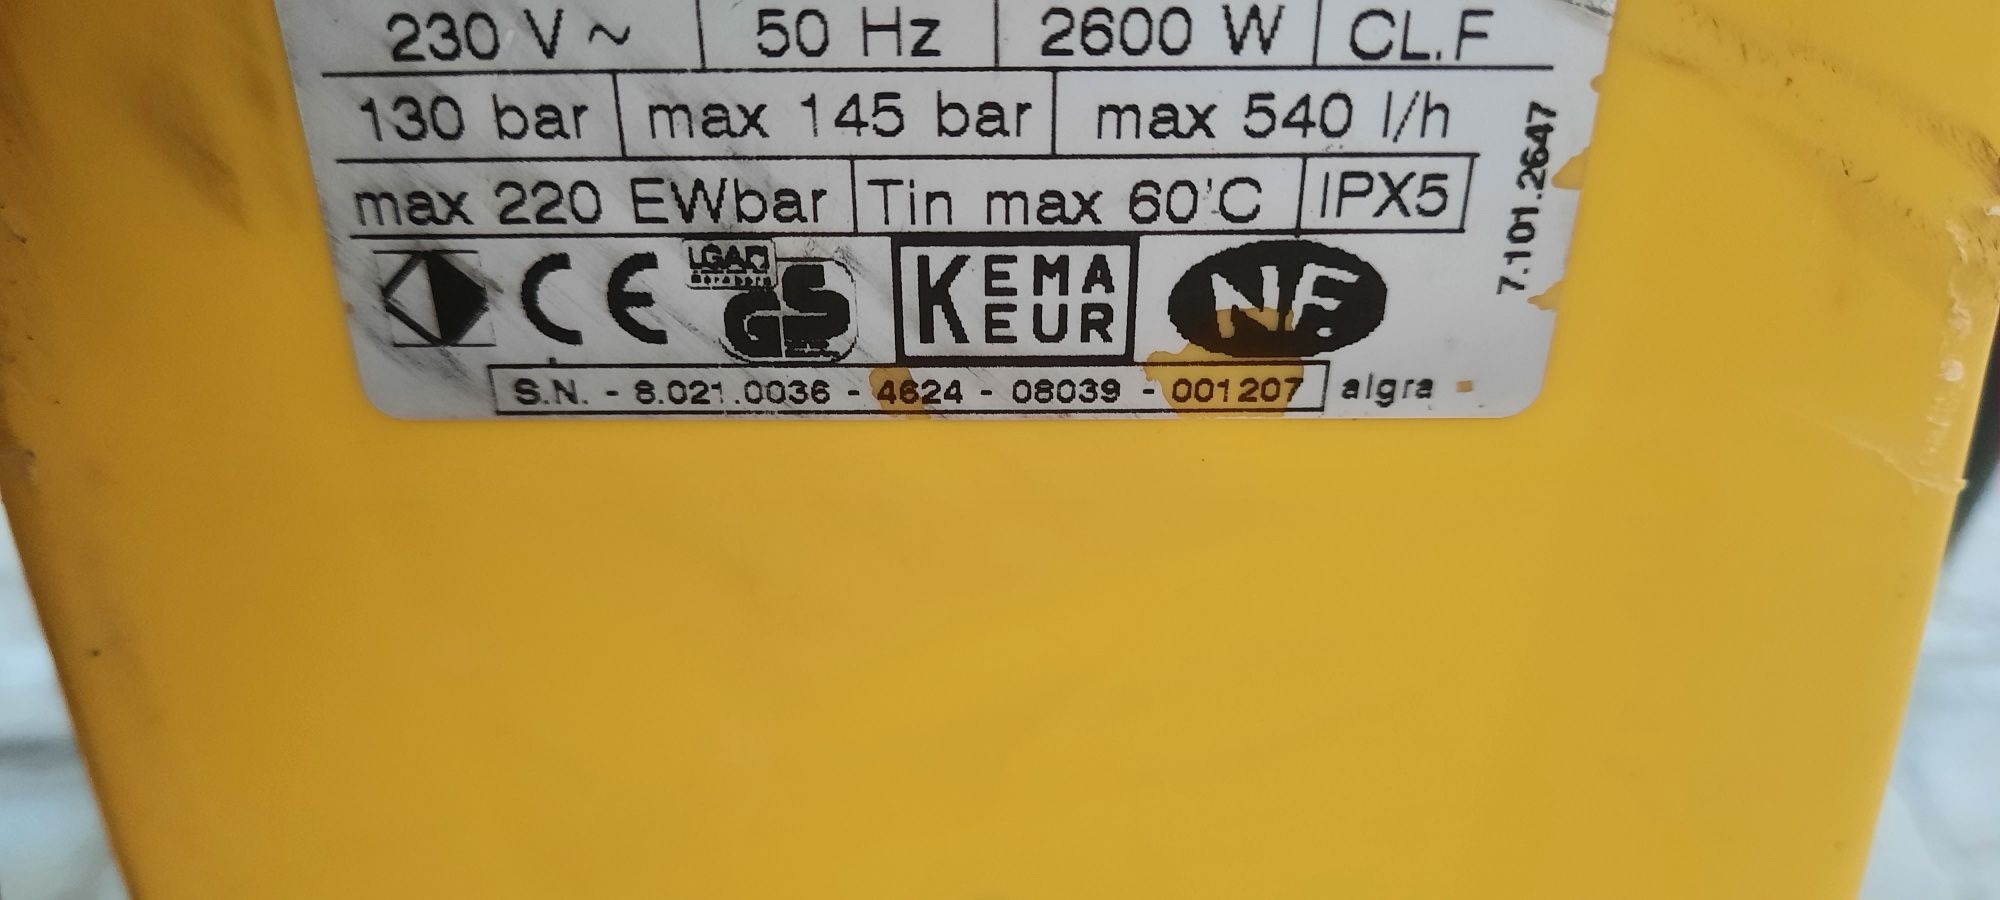 230 V ~ 50 Hz 2600 W CL.F
130 bar max 145 bar max 540 l/h
max 220 EWbar Tin max 60'C IPX5
7.101.2647
CE LGA GS KEMA KEUR NF
S.N. - 8.021.0036 - 4624 - 08039 - 001207 algra